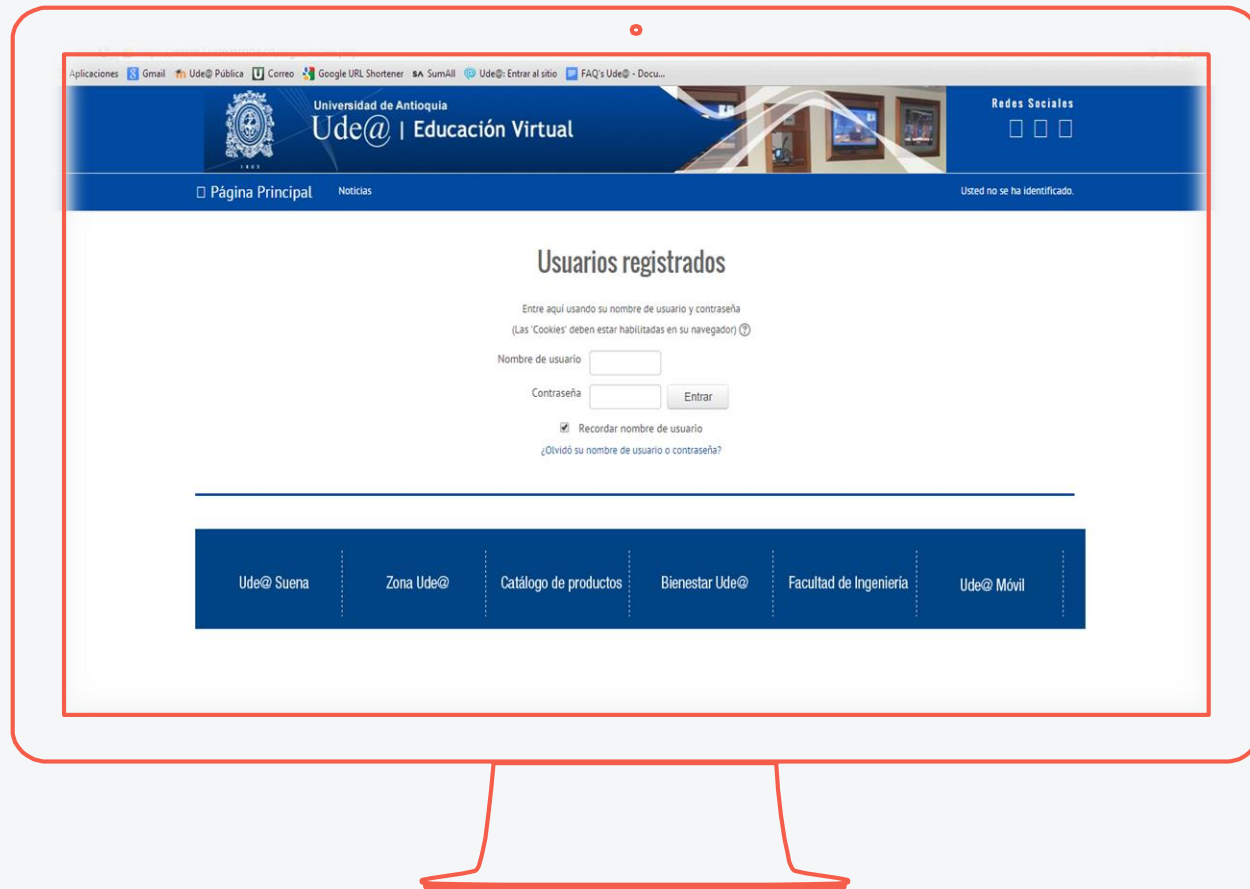 Aplicaciones Gmail Ude@ Pública Correo Google URL Shortener SumAll Ude@: Entrar al sitio FAQ's Ude@ - Docu...
Universidad de Antioquia
Ude@ | Educación Virtual
1803
Redes Sociales
Página Principal Noticias Usted no se ha identificado.
Usuarios registrados
Entre aquí usando su nombre de usuario y contraseña
(Las 'Cookies' deben estar habilitadas en su navegador) ?
Nombre de usuario
Contraseña Entrar
Recordar nombre de usuario
¿Olvidó su nombre de usuario o contraseña?
Ude@ Suena Zona Ude@ Catálogo de productos Bienestar Ude@ Facultad de Ingeniería Ude@ Móvil